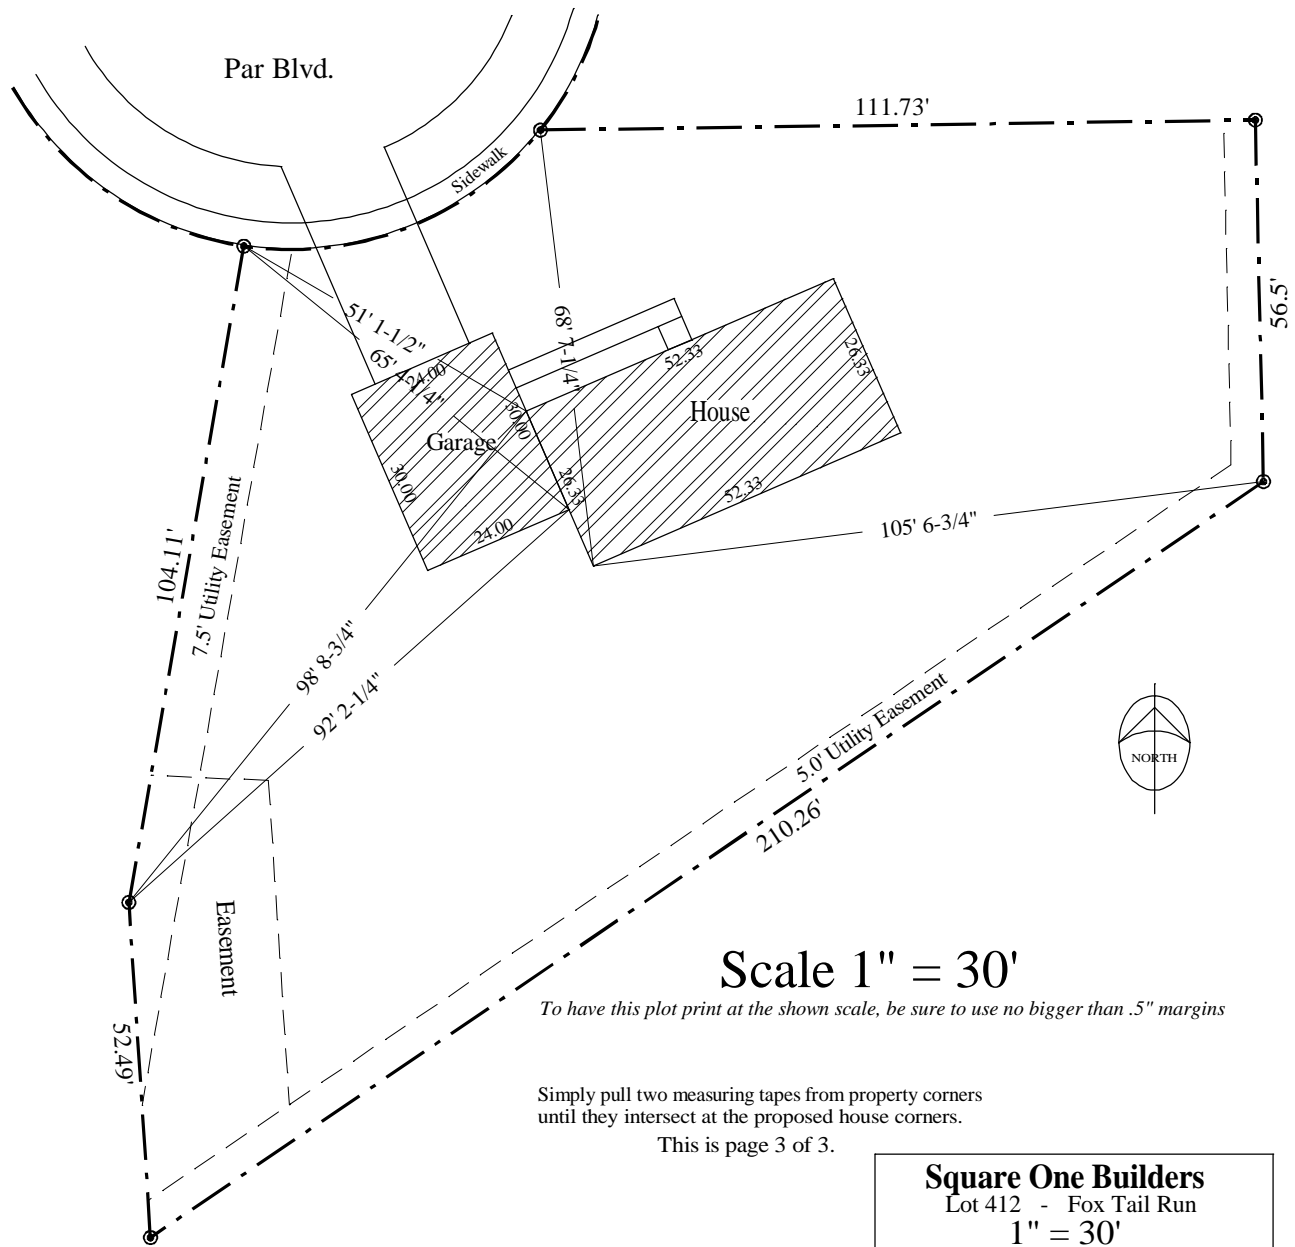 Par Blvd.
111.73'
Sidewalk
56.5'
51' 1-1/2"
65' 4-1/4"
68' 7-1/4"
24.00
52.33
26.33
House
30.00
Garage
30.00
26.33
52.33
24.00
105' 6-3/4"
104.11'
7.5' Utility Easement
98' 8-3/4"
92' 2-1/4"
5.0' Utility Easement
210.26'
NORTH
Easement
52.49'
Scale 1" = 30'
To have this plot print at the shown scale, be sure to use no bigger than .5" margins
Simply pull two measuring tapes from property corners
until they intersect at the proposed house corners.
This is page 3 of 3.
Square One Builders
Lot 412 - Fox Tail Run
1" = 30'